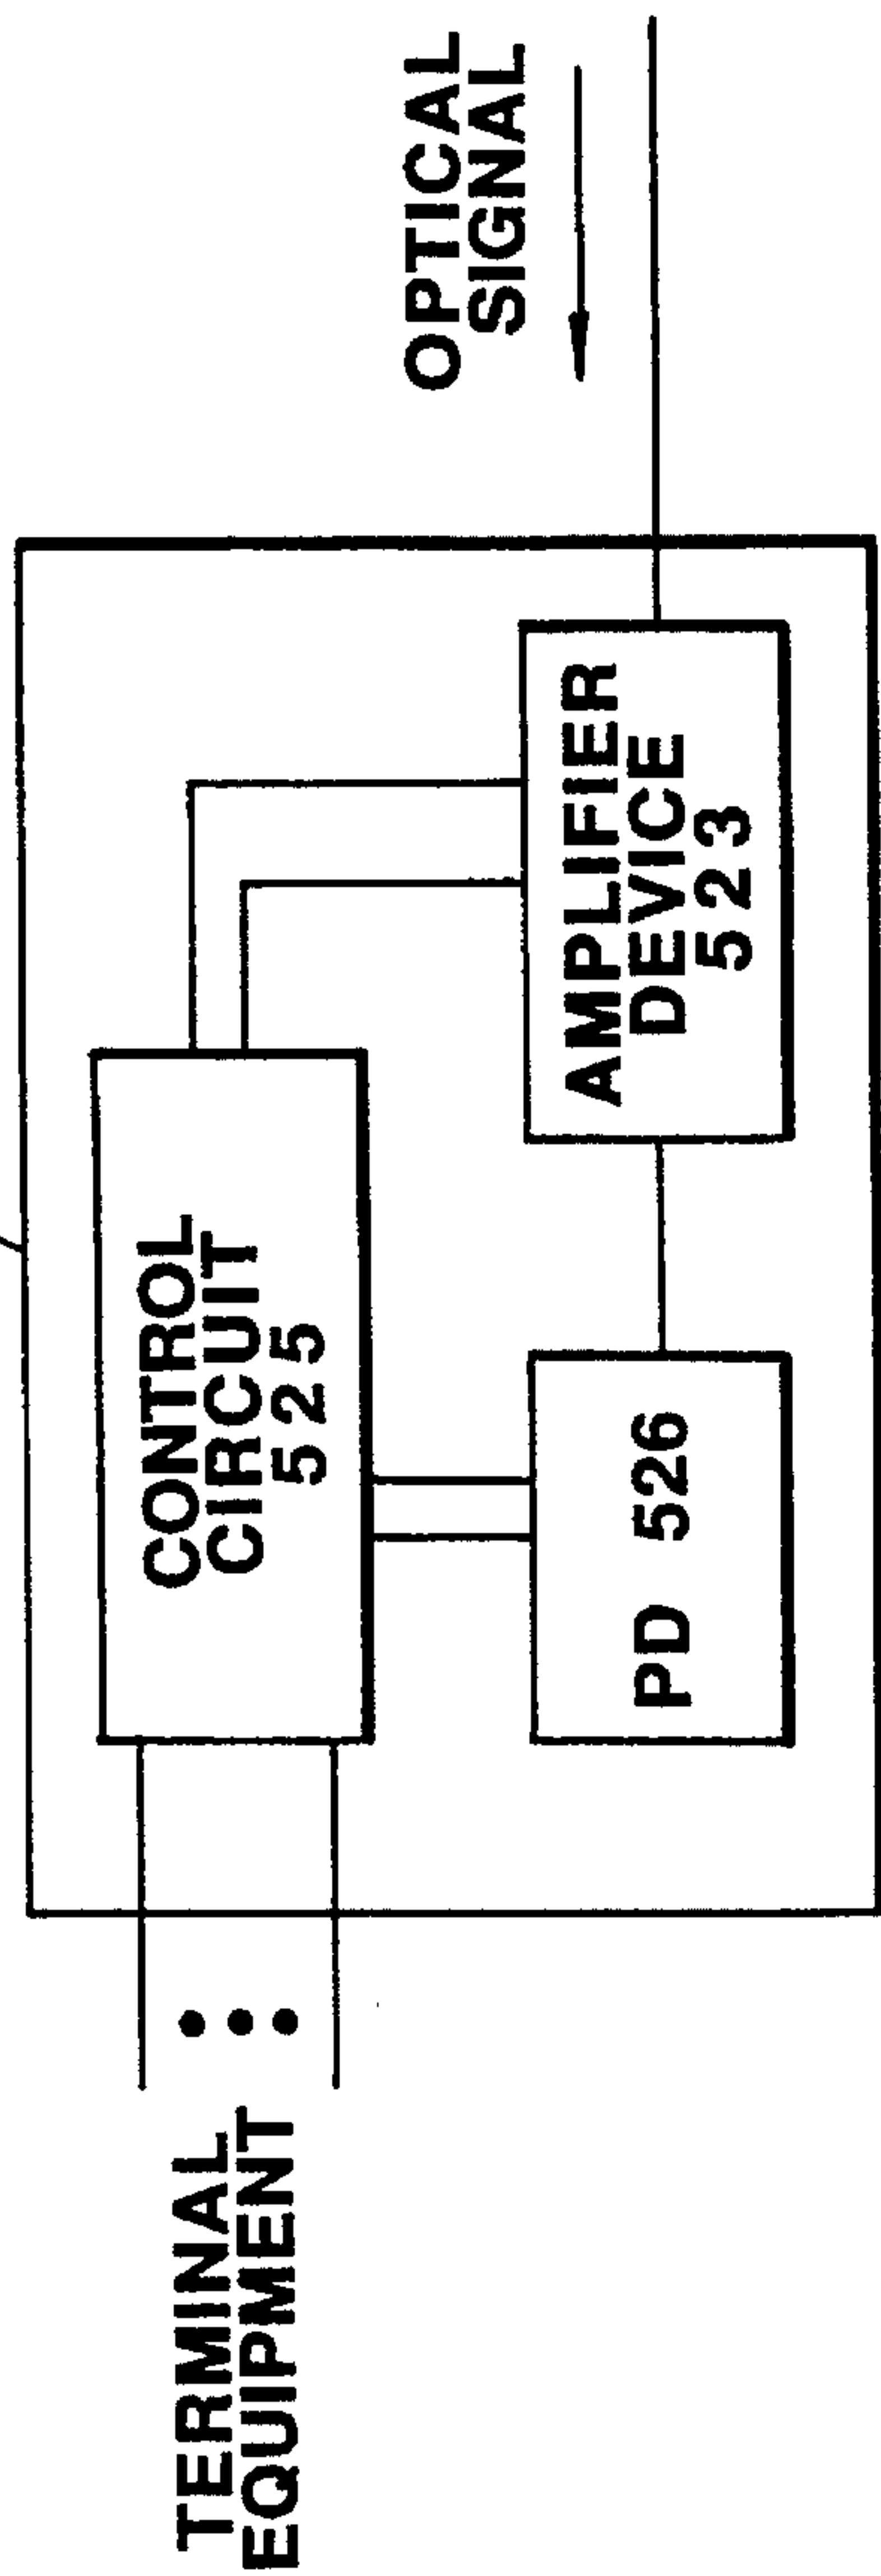 TERMINAL
EQUIPMENT
CONTROL
CIRCUIT
525
PD 526
AMPLIFIER
DEVICE
523
OPTICAL
SIGNAL